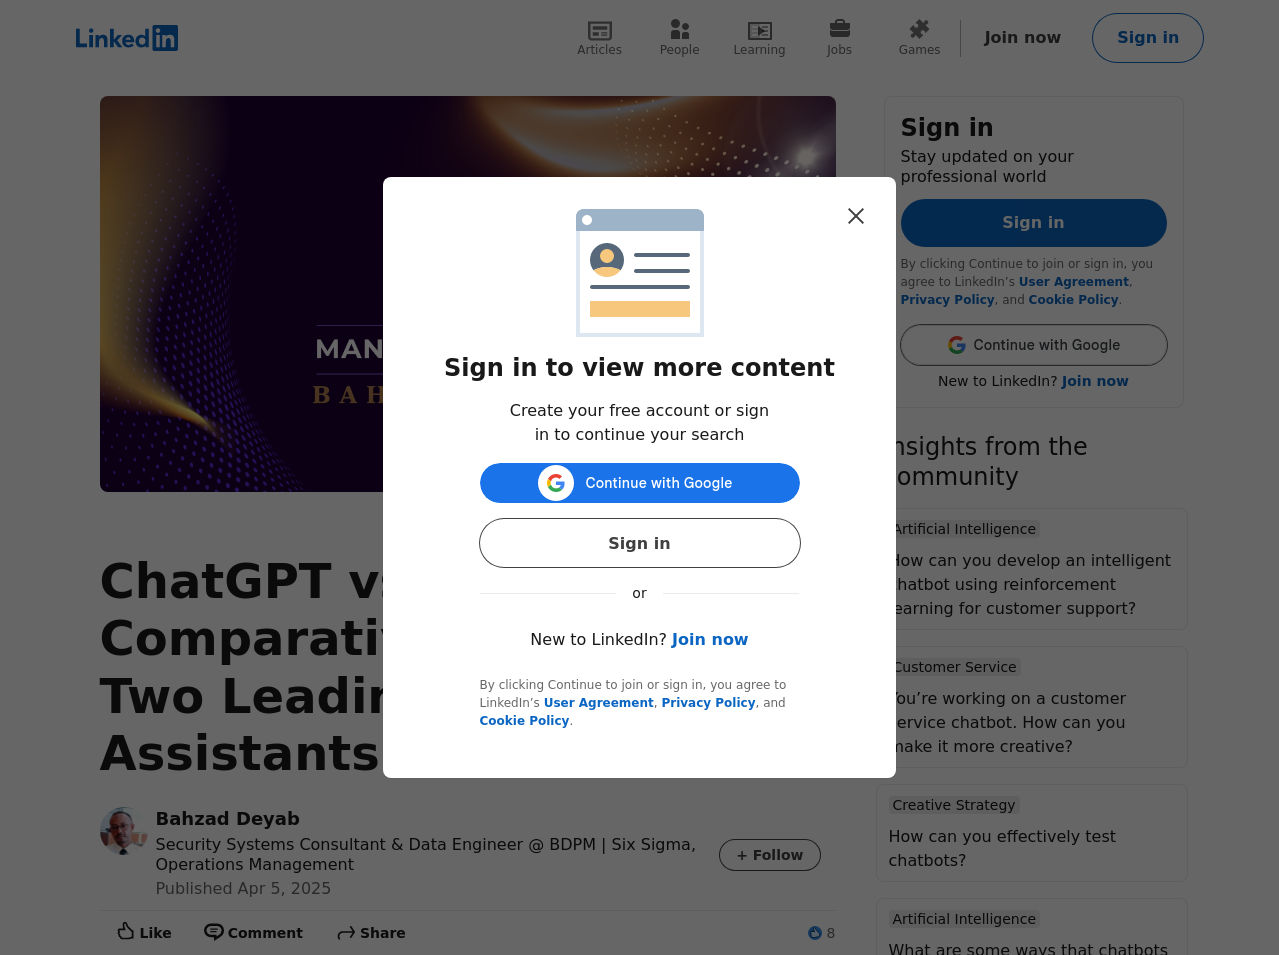 LinkedIn
Articles
People
Learning
Jobs
Games
Join now
Sign in
MAN
BAH
Sign in
Stay updated on your
professional world
Sign in
By clicking Continue to join or sign in, you
agree to LinkedIn’s User Agreement,
Privacy Policy, and Cookie Policy.
Continue with Google
New to LinkedIn? Join now
Sign in to view more content
Create your free account or sign
in to continue your search
Continue with Google
Sign in
or
New to LinkedIn? Join now
By clicking Continue to join or sign in, you agree to
LinkedIn’s User Agreement, Privacy Policy, and
Cookie Policy.
ChatGPT vs
Comparativ
Two Leadin
Assistants
Bahzad Deyab
Security Systems Consultant & Data Engineer @ BDPM | Six Sigma,
Operations Management
Published Apr 5, 2025
+ Follow
Like
Comment
Share
8
nsights from the
ommunity
Artificial Intelligence
How can you develop an intelligent
chatbot using reinforcement
learning for customer support?
Customer Service
You’re working on a customer
service chatbot. How can you
make it more creative?
Creative Strategy
How can you effectively test
chatbots?
Artificial Intelligence
What are some ways that chatbots